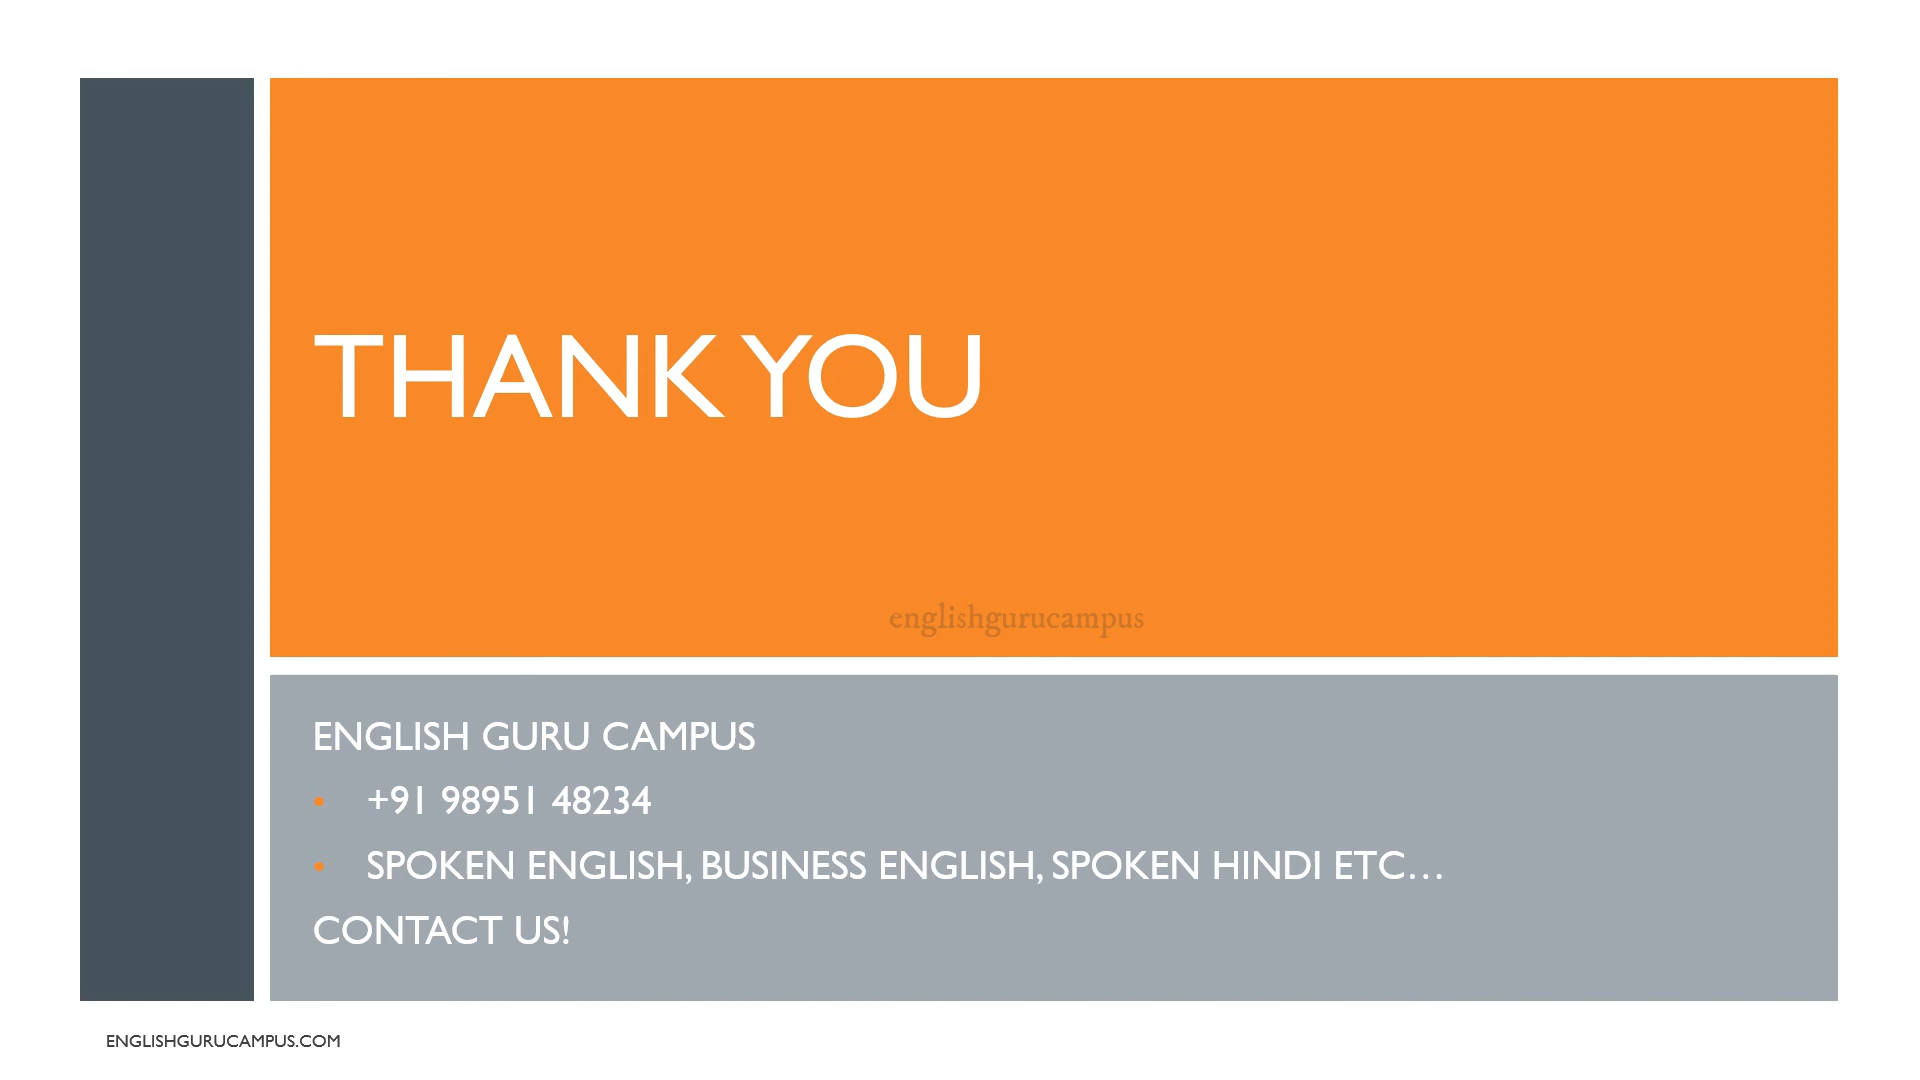 THANK YOU
englishgurucampus
ENGLISH GURU CAMPUS
• +91 98951 48234
• SPOKEN ENGLISH, BUSINESS ENGLISH, SPOKEN HINDI ETC…
CONTACT US!
ENGLISHGURUCAMPUS.COM